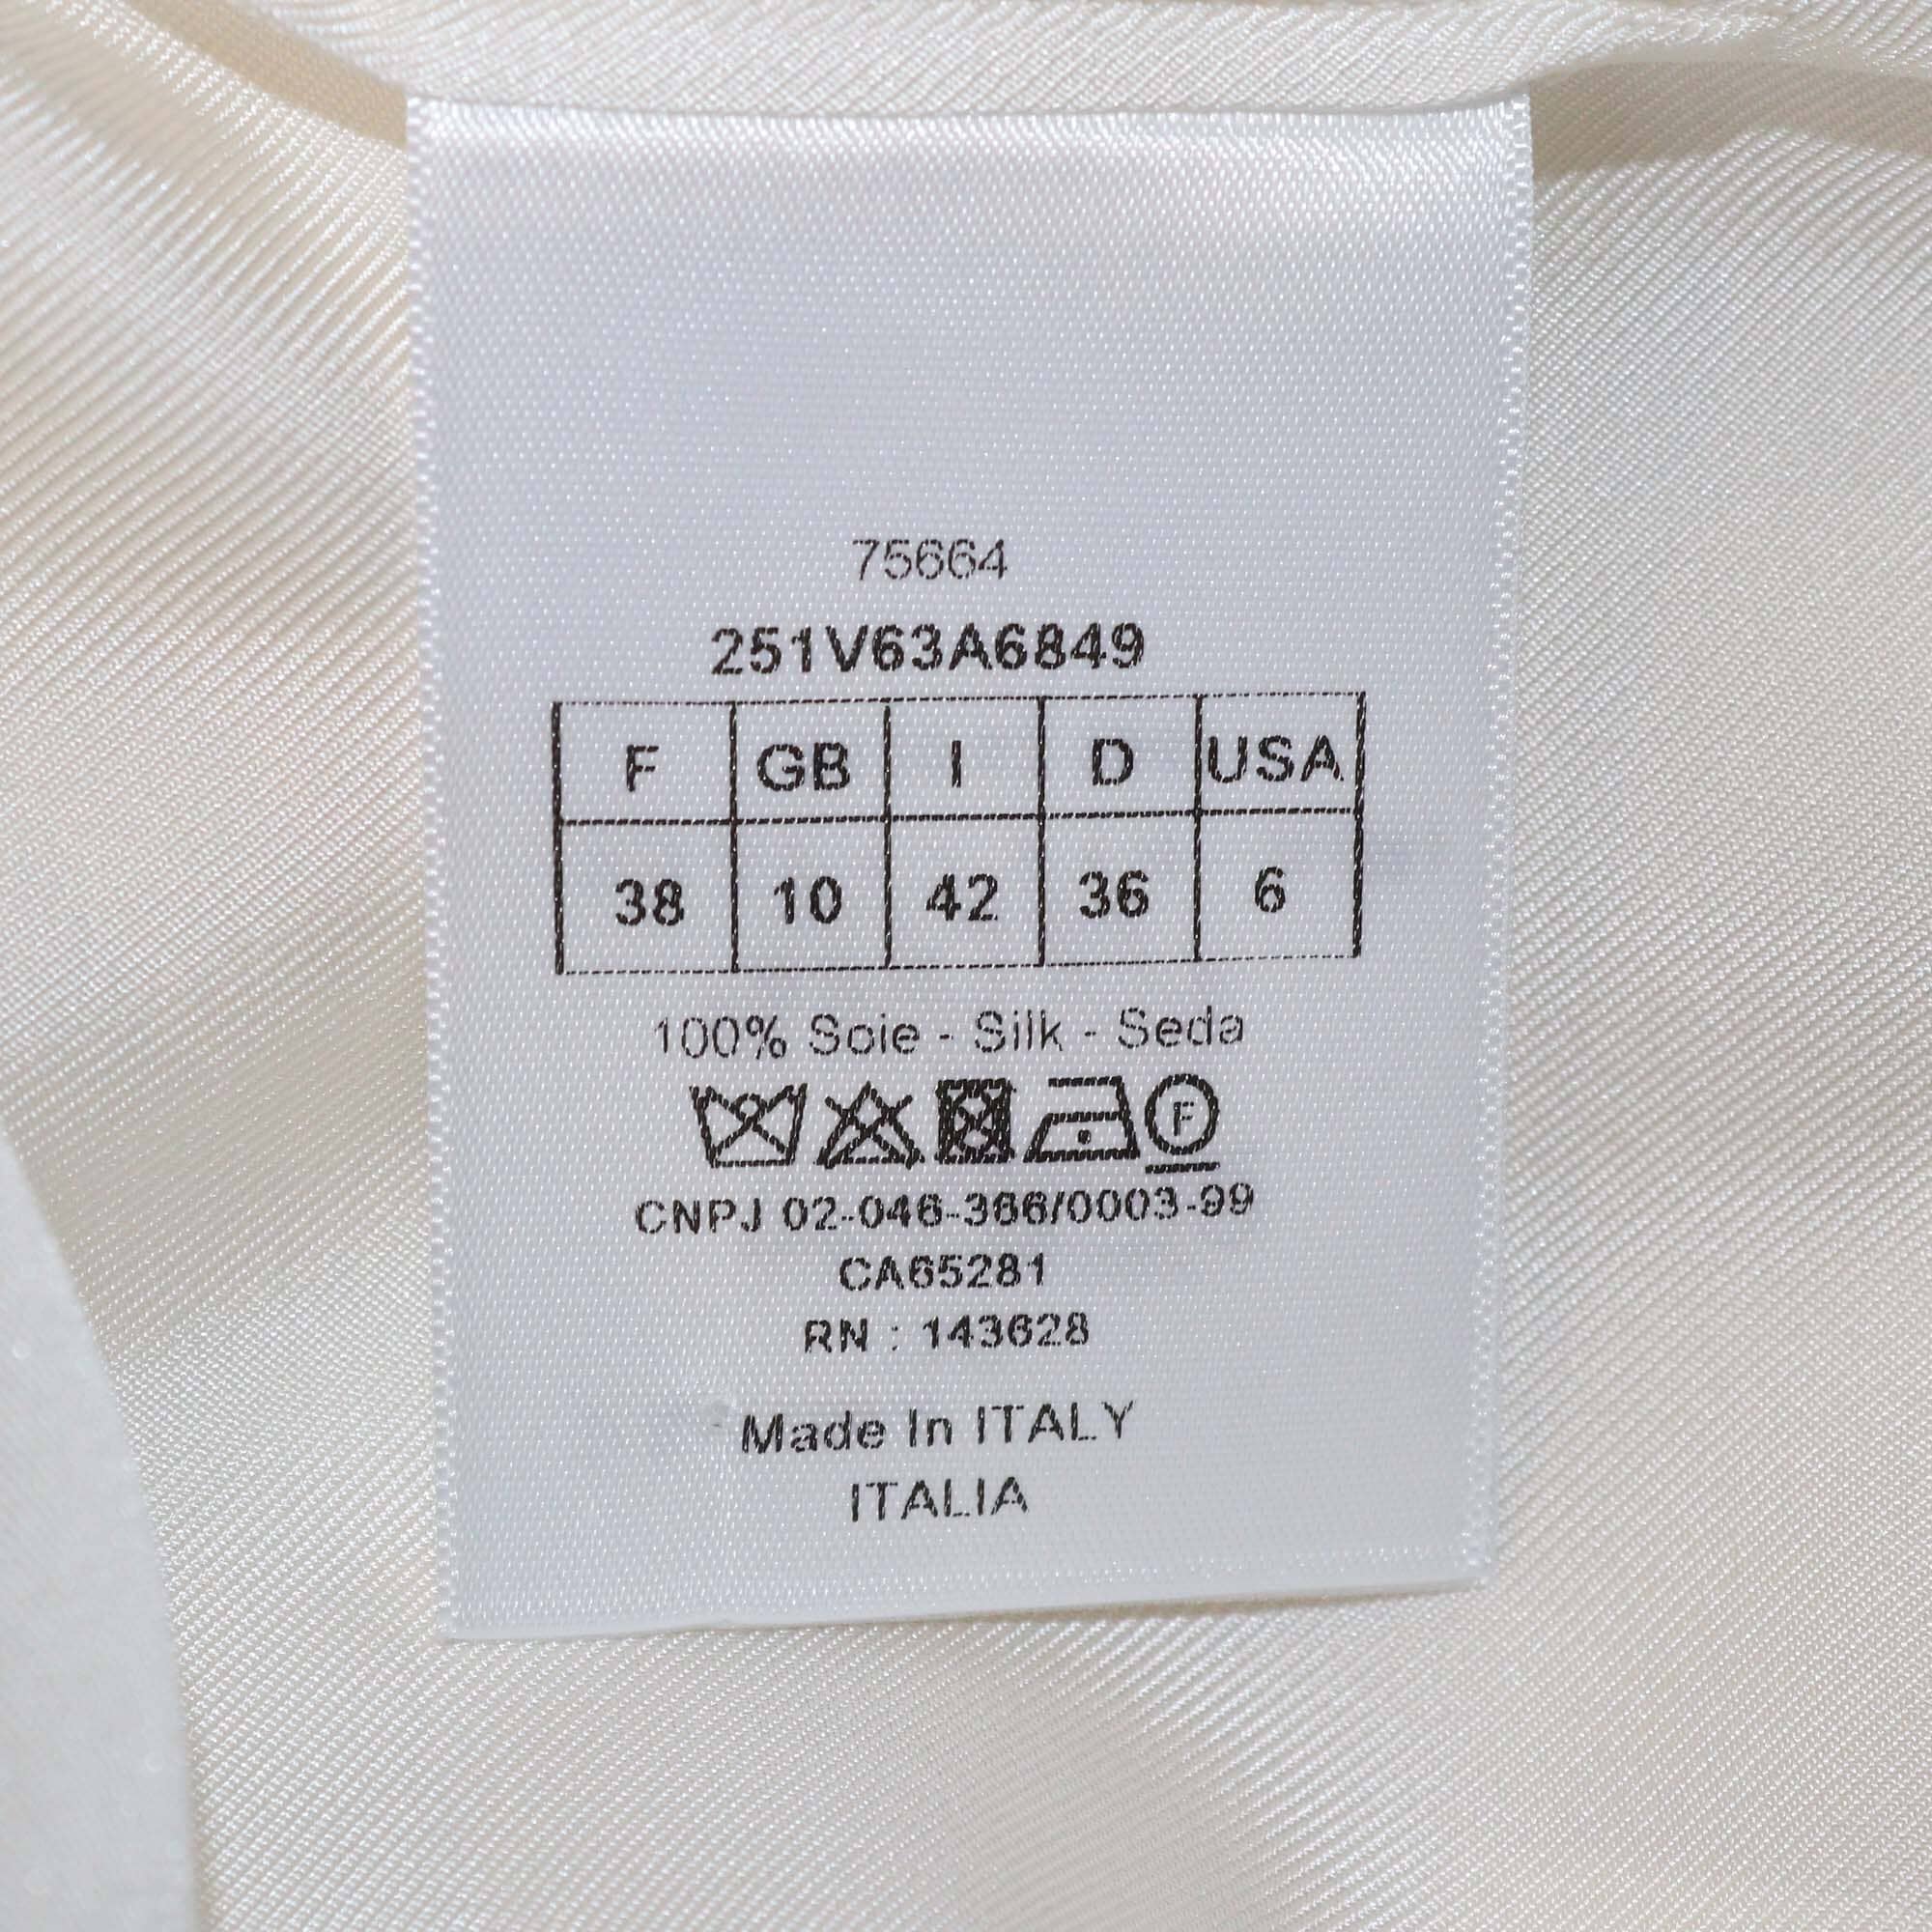 75664
251V63A6849
F GB I D USA
38 10 42 36 6
100% Soie - Silk - Seda
F
CNPJ 02-046-366/0003-99
CA65281
RN : 143628
Made In ITALY
ITALIA